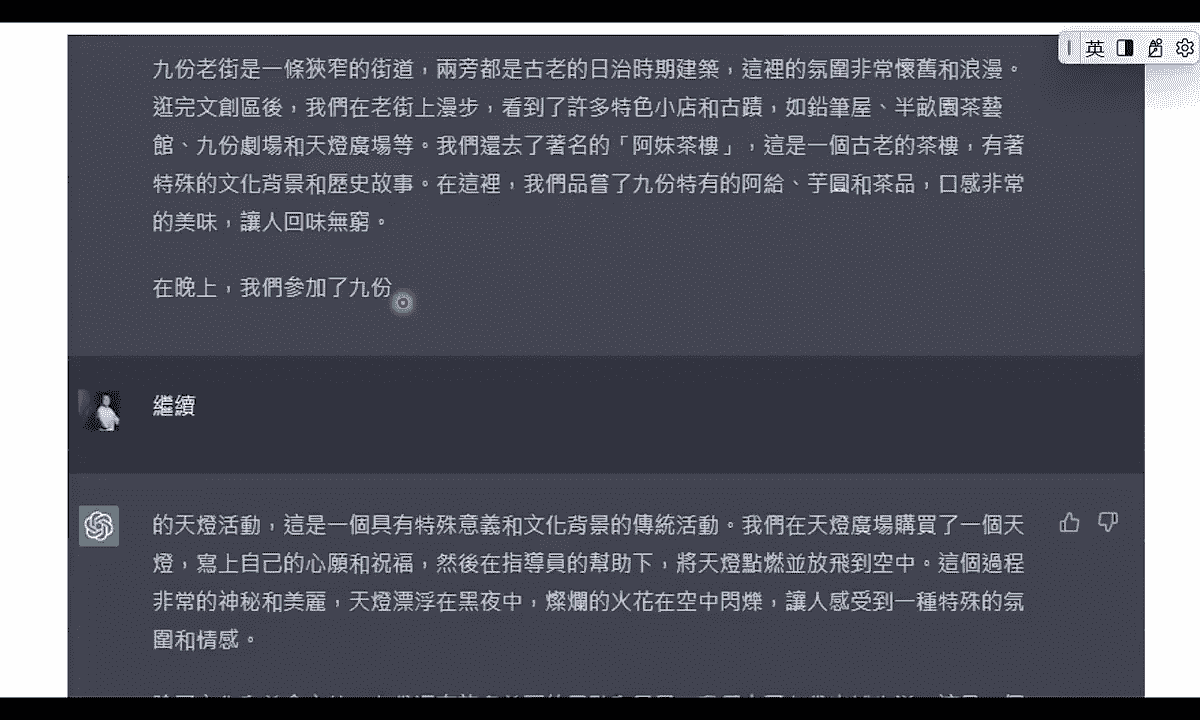 英
九份老街是一條狹窄的街道，兩旁都是古老的日治時期建築，這裡的氛圍非常懷舊和浪漫。
逛完文創區後，我們在老街上漫步，看到了許多特色小店和古蹟，如鉛筆屋、半畝園茶藝
館、九份劇場和天燈廣場等。我們還去了著名的「阿妹茶樓」，這是一個古老的茶樓，有著
特殊的文化背景和歷史故事。在這裡，我們品嘗了九份特有的阿給、芋圓和茶品，口感非常
的美味，讓人回味無窮。
在晚上，我們參加了九份
繼續
的天燈活動，這是一個具有特殊意義和文化背景的傳統活動。我們在天燈廣場購買了一個天
燈，寫上自己的心願和祝福，然後在指導員的幫助下，將天燈點燃並放飛到空中。這個過程
非常的神秘和美麗，天燈漂浮在黑夜中，燦爛的火花在空中閃爍，讓人感受到一種特殊的氛
圍和情感。